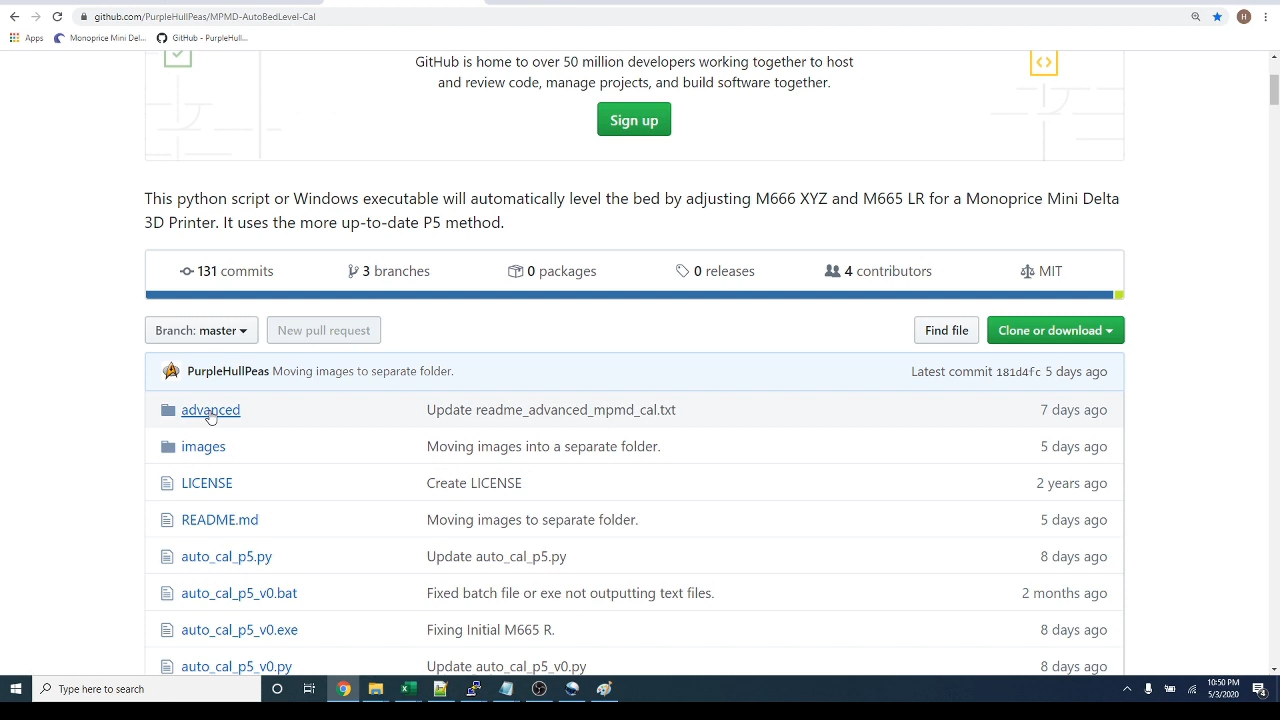 github.com/PurpleHullPeas/MPMD-AutoBedLevel-Cal
H
Apps
Monoprice Mini Del...
GitHub - PurpleHull...
GitHub is home to over 50 million developers working together to host
and review code, manage projects, and build software together.
Sign up
This python script or Windows executable will automatically level the bed by adjusting M666 XYZ and M665 LR for a Monoprice Mini Delta
3D Printer. It uses the more up-to-date P5 method.
131 commits
3 branches
0 packages
0 releases
4 contributors
MIT
Branch: master
New pull request
Find file
Clone or download
PurpleHullPeas Moving images to separate folder.
Latest commit 181d4fc 5 days ago
advanced
Update readme_advanced_mpmd_cal.txt
7 days ago
images
Moving images into a separate folder.
5 days ago
LICENSE
Create LICENSE
2 years ago
README.md
Moving images to separate folder.
5 days ago
auto_cal_p5.py
Update auto_cal_p5.py
8 days ago
auto_cal_p5_v0.bat
Fixed batch file or exe not outputting text files.
2 months ago
auto_cal_p5_v0.exe
Fixing Initial M665 R.
8 days ago
auto_cal_p5_v0.py
Update auto_cal_p5_v0.py
8 days ago
Type here to search
10:50 PM
5/3/2020
4